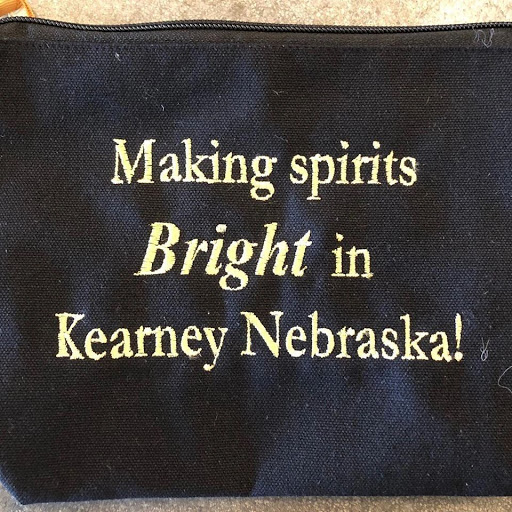 Making spirits
Bright in
Kearney Nebraska!